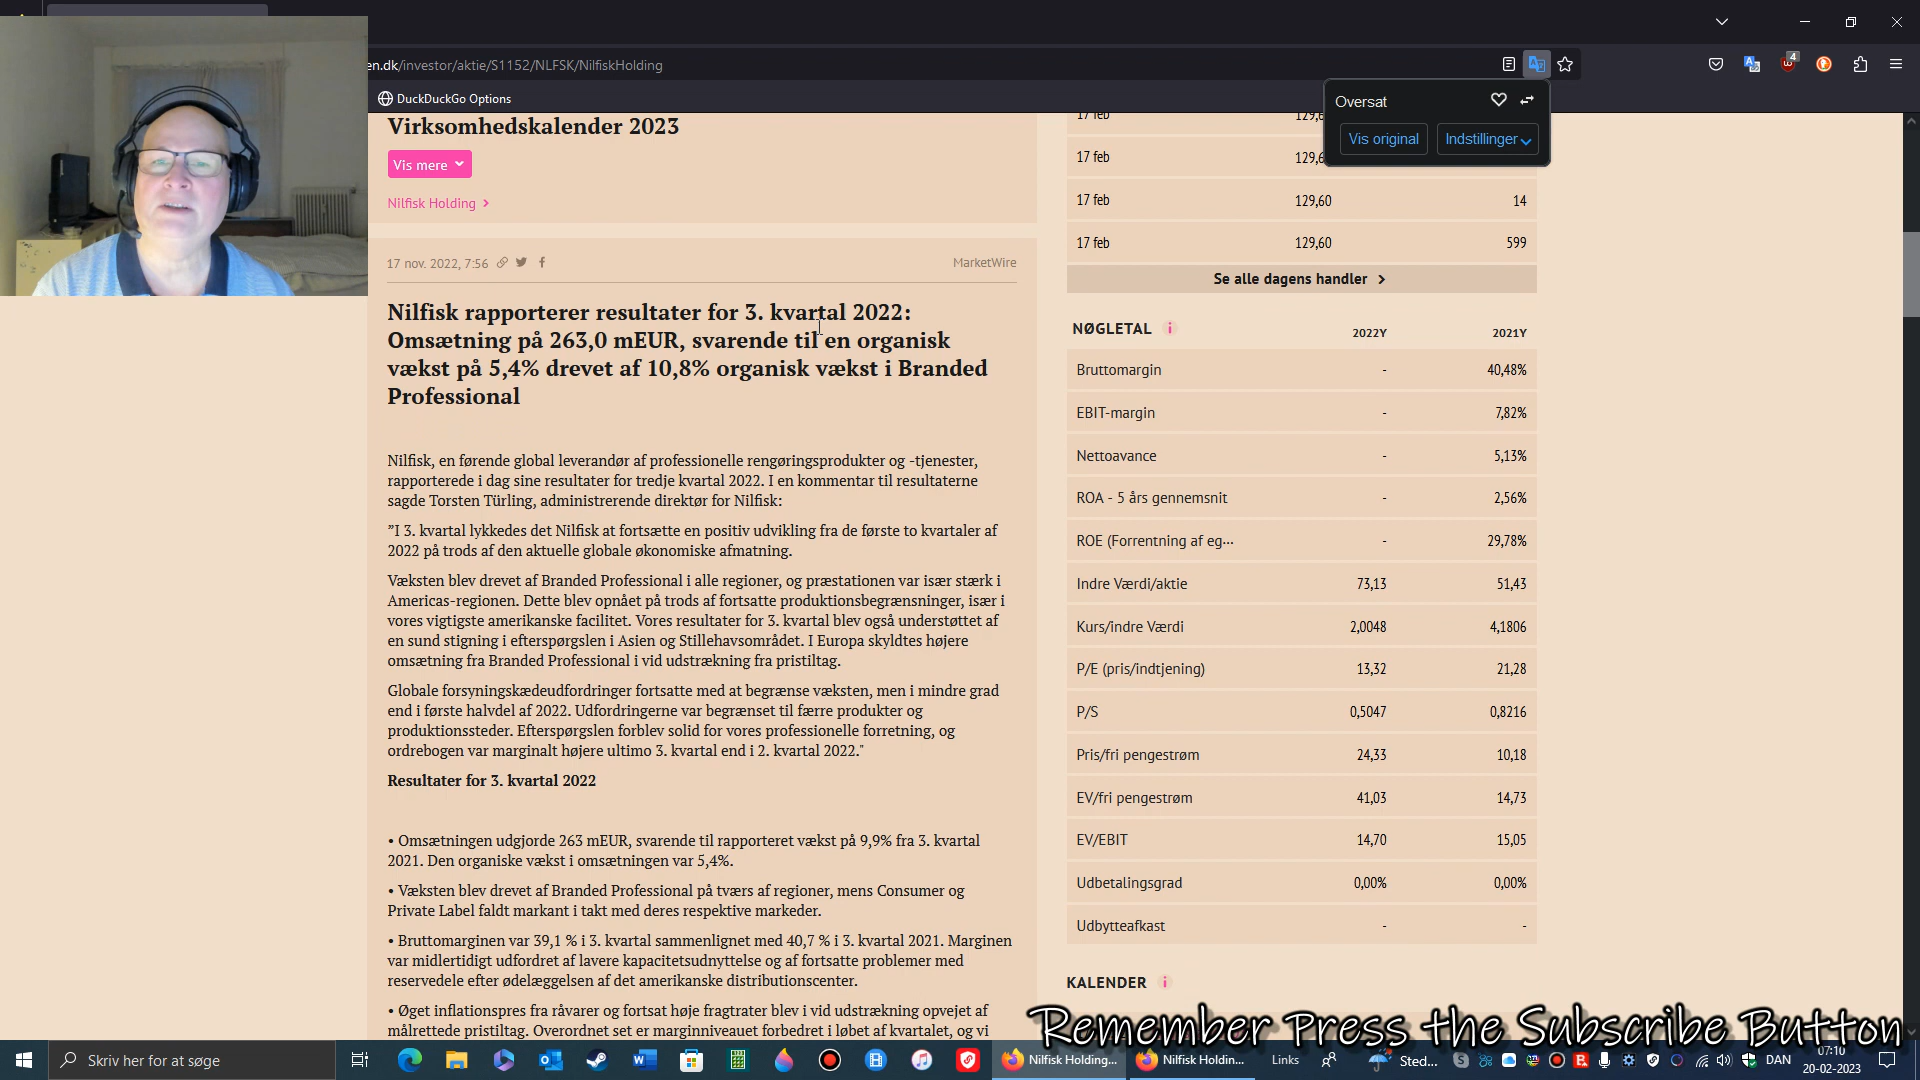 en.dk/investor/aktie/S1152/NLFSK/NilfiskHolding
4
DuckDuckGo Options
Oversat
Vis original
Indstillinger
Virksomhedskalender 2023
Vis mere
Nilfisk Holding
17 nov. 2022, 7:56
MarketWire
Nilfisk rapporterer resultater for 3. kvartal 2022:
Omsætning på 263,0 mEUR, svarende til en organisk
vækst på 5,4% drevet af 10,8% organisk vækst i Branded
Professional
Nilfisk, en førende global leverandør af professionelle rengøringsprodukter og -tjenester,
rapporterede i dag sine resultater for tredje kvartal 2022. I en kommentar til resultaterne
sagde Torsten Türling, administrerende direktør for Nilfisk:
”I 3. kvartal lykkedes det Nilfisk at fortsætte en positiv udvikling fra de første to kvartaler af
2022 på trods af den aktuelle globale økonomiske afmatning.
Væksten blev drevet af Branded Professional i alle regioner, og præstationen var især stærk i
Americas-regionen. Dette blev opnået på trods af fortsatte produktionsbegrænsninger, især i
vores vigtigste amerikanske facilitet. Vores resultater for 3. kvartal blev også understøttet af
en sund stigning i efterspørgslen i Asien og Stillehavsområdet. I Europa skyldtes højere
omsætning fra Branded Professional i vid udstrækning fra pristiltag.
Globale forsyningskædeudfordringer fortsatte med at begrænse væksten, men i mindre grad
end i første halvdel af 2022. Udfordringerne var begrænset til færre produkter og
produktionssteder. Efterspørgslen forblev solid for vores professionelle forretning, og
ordrebogen var marginalt højere ultimo 3. kvartal end i 2. kvartal 2022."
Resultater for 3. kvartal 2022
• Omsætningen udgjorde 263 mEUR, svarende til rapporteret vækst på 9,9% fra 3. kvartal
2021. Den organiske vækst i omsætningen var 5,4%.
• Væksten blev drevet af Branded Professional på tværs af regioner, mens Consumer og
Private Label faldt markant i takt med deres respektive markeder.
• Bruttomarginen var 39,1 % i 3. kvartal sammenlignet med 40,7 % i 3. kvartal 2021. Marginen
var midlertidigt udfordret af lavere kapacitetsudnyttelse og af fortsatte problemer med
reservedele efter ødelæggelsen af det amerikanske distributionscenter.
• Øget inflationspres fra råvarer og fortsat høje fragtrater blev i vid udstrækning opvejet af
målrettede pristiltag. Overordnet set er marginniveauet forbedret i løbet af kvartalet, og vi
17 feb 129,6
17 feb 129,6
17 feb 129,60 14
17 feb 129,60 599
Se alle dagens handler
NØGLETAL 2022Y 2021Y
Bruttomargin - 40,48%
EBIT-margin - 7,82%
Nettoavance - 5,13%
ROA - 5 års gennemsnit - 2,56%
ROE (Forrentning af eg... - 29,78%
Indre Værdi/aktie 73,13 51,43
Kurs/indre Værdi 2,0048 4,1806
P/E (pris/indtjening) 13,32 21,28
P/S 0,5047 0,8216
Pris/fri pengestrøm 24,33 10,18
EV/fri pengestrøm 41,03 14,73
EV/EBIT 14,70 15,05
Udbetalingsgrad 0,00% 0,00%
Udbytteafkast - -
KALENDER
Remember Press the Subscribe Button
Skriv her for at søge
Nilfisk Holding...
Nilfisk Holdin...
Links
Sted...
DAN
07:10
20-02-2023